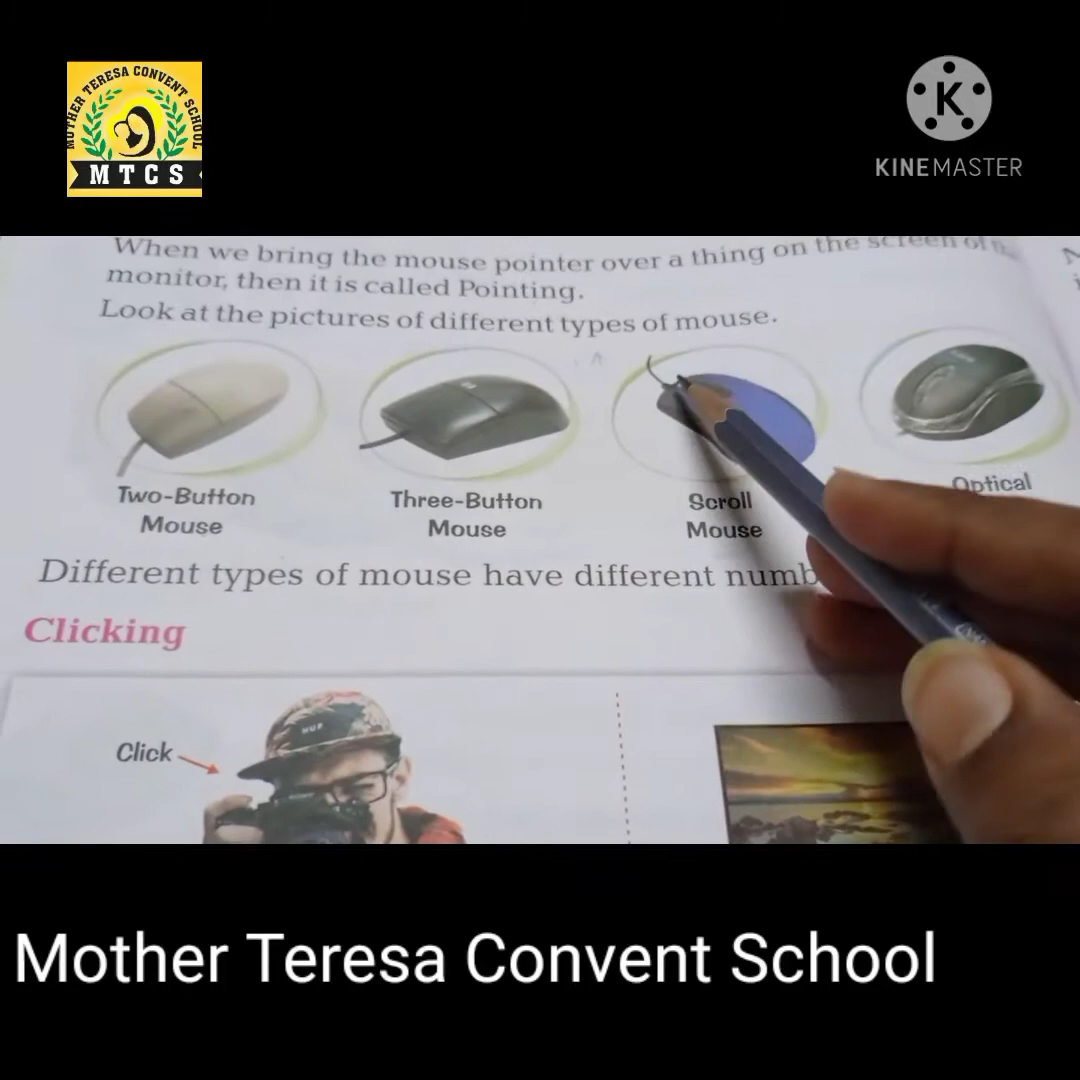 MOTHER TERESA CONVENT SCHOOL
MTCS
K
KINEMASTER
When we bring the mouse pointer over a thing on the screen of the
monitor, then it is called Pointing.
Look at the pictures of different types of mouse.
Two-Button
Mouse
Three-Button
Mouse
Scroll
Mouse
Optical
Different types of mouse have different numb
Clicking
Click
HUF
Mother Teresa Convent School